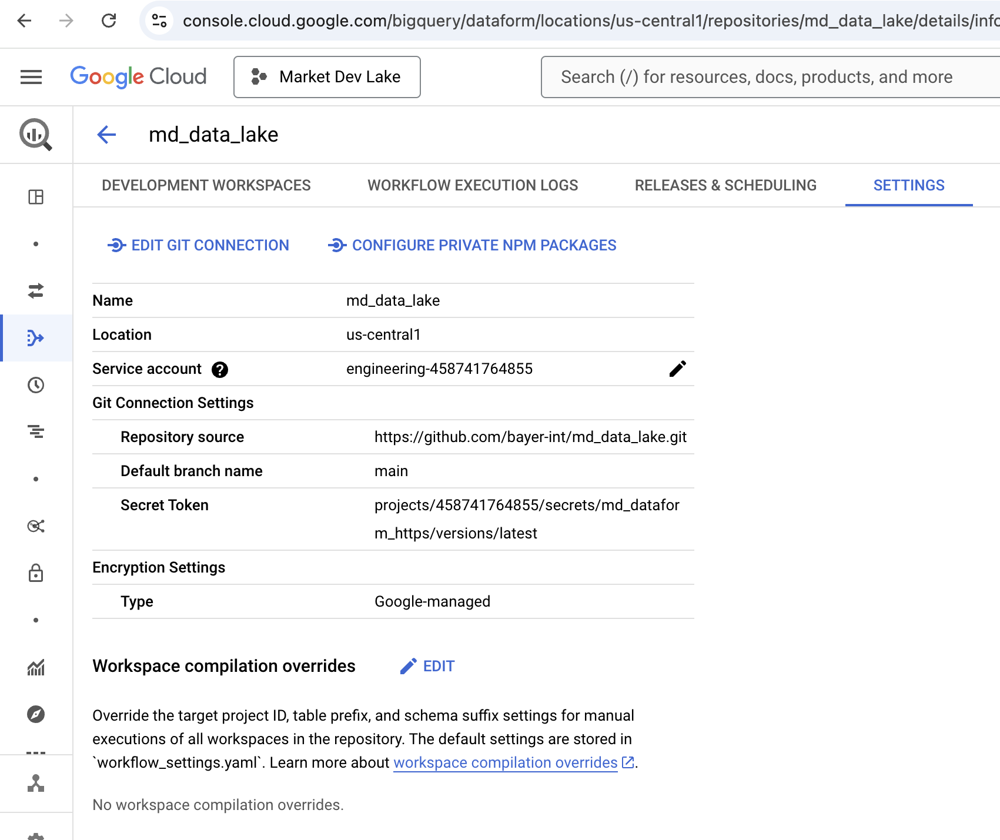 console.cloud.google.com/bigquery/dataform/locations/us-central1/repositories/md_data_lake/details/info
Google Cloud
Market Dev Lake
Search (/) for resources, docs, products, and more
md_data_lake
DEVELOPMENT WORKSPACES
WORKFLOW EXECUTION LOGS
RELEASES & SCHEDULING
SETTINGS
EDIT GIT CONNECTION
CONFIGURE PRIVATE NPM PACKAGES
Name md_data_lake
Location us-central1
Service account ? engineering-458741764855
Git Connection Settings
Repository source https://github.com/bayer-int/md_data_lake.git
Default branch name main
Secret Token projects/458741764855/secrets/md_datafor
m_https/versions/latest
Encryption Settings
Type Google-managed
Workspace compilation overrides EDIT
Override the target project ID, table prefix, and schema suffix settings for manual
executions of all workspaces in the repository. The default settings are stored in
`workflow_settings.yaml`. Learn more about workspace compilation overrides.
No workspace compilation overrides.